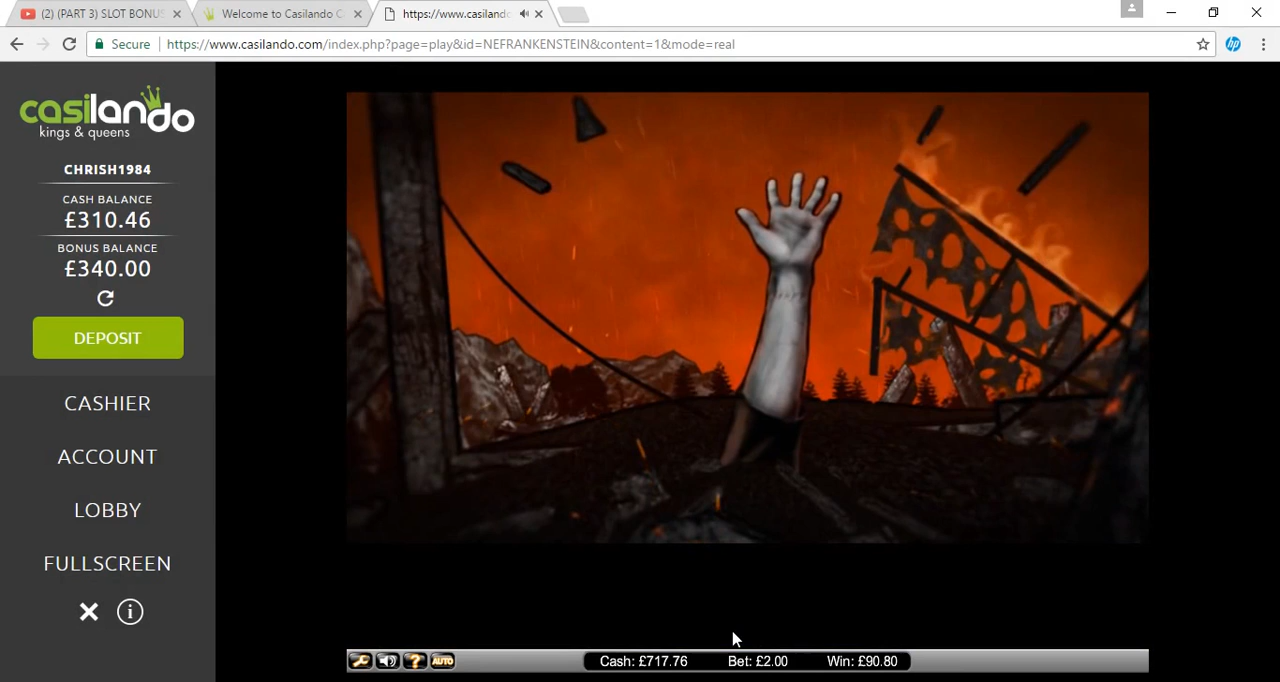 (2) (PART 3) SLOT BONUS
Welcome to Casilando C
https://www.casilando
Secure
https://www.casilando.com/index.php?page=play&id=NEFRANKENSTEIN&content=1&mode=real
hp
casilando
kings & queens
CHRISH1984
CASH BALANCE
£310.46
BONUS BALANCE
£340.00
DEPOSIT
CASHIER
ACCOUNT
LOBBY
FULLSCREEN
i
? AUTO
Cash: £717.76 Bet: £2.00 Win: £90.80